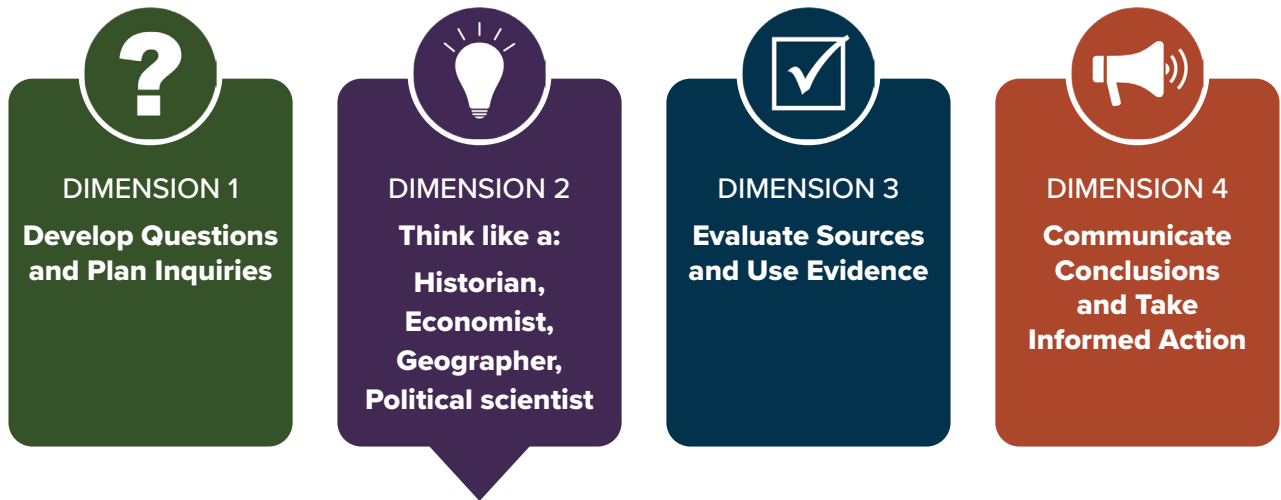 ?
DIMENSION 1
Develop Questions
and Plan Inquiries
DIMENSION 2
Think like a:
Historian,
Economist,
Geographer,
Political scientist
DIMENSION 3
Evaluate Sources
and Use Evidence
DIMENSION 4
Communicate
Conclusions
and Take
Informed Action